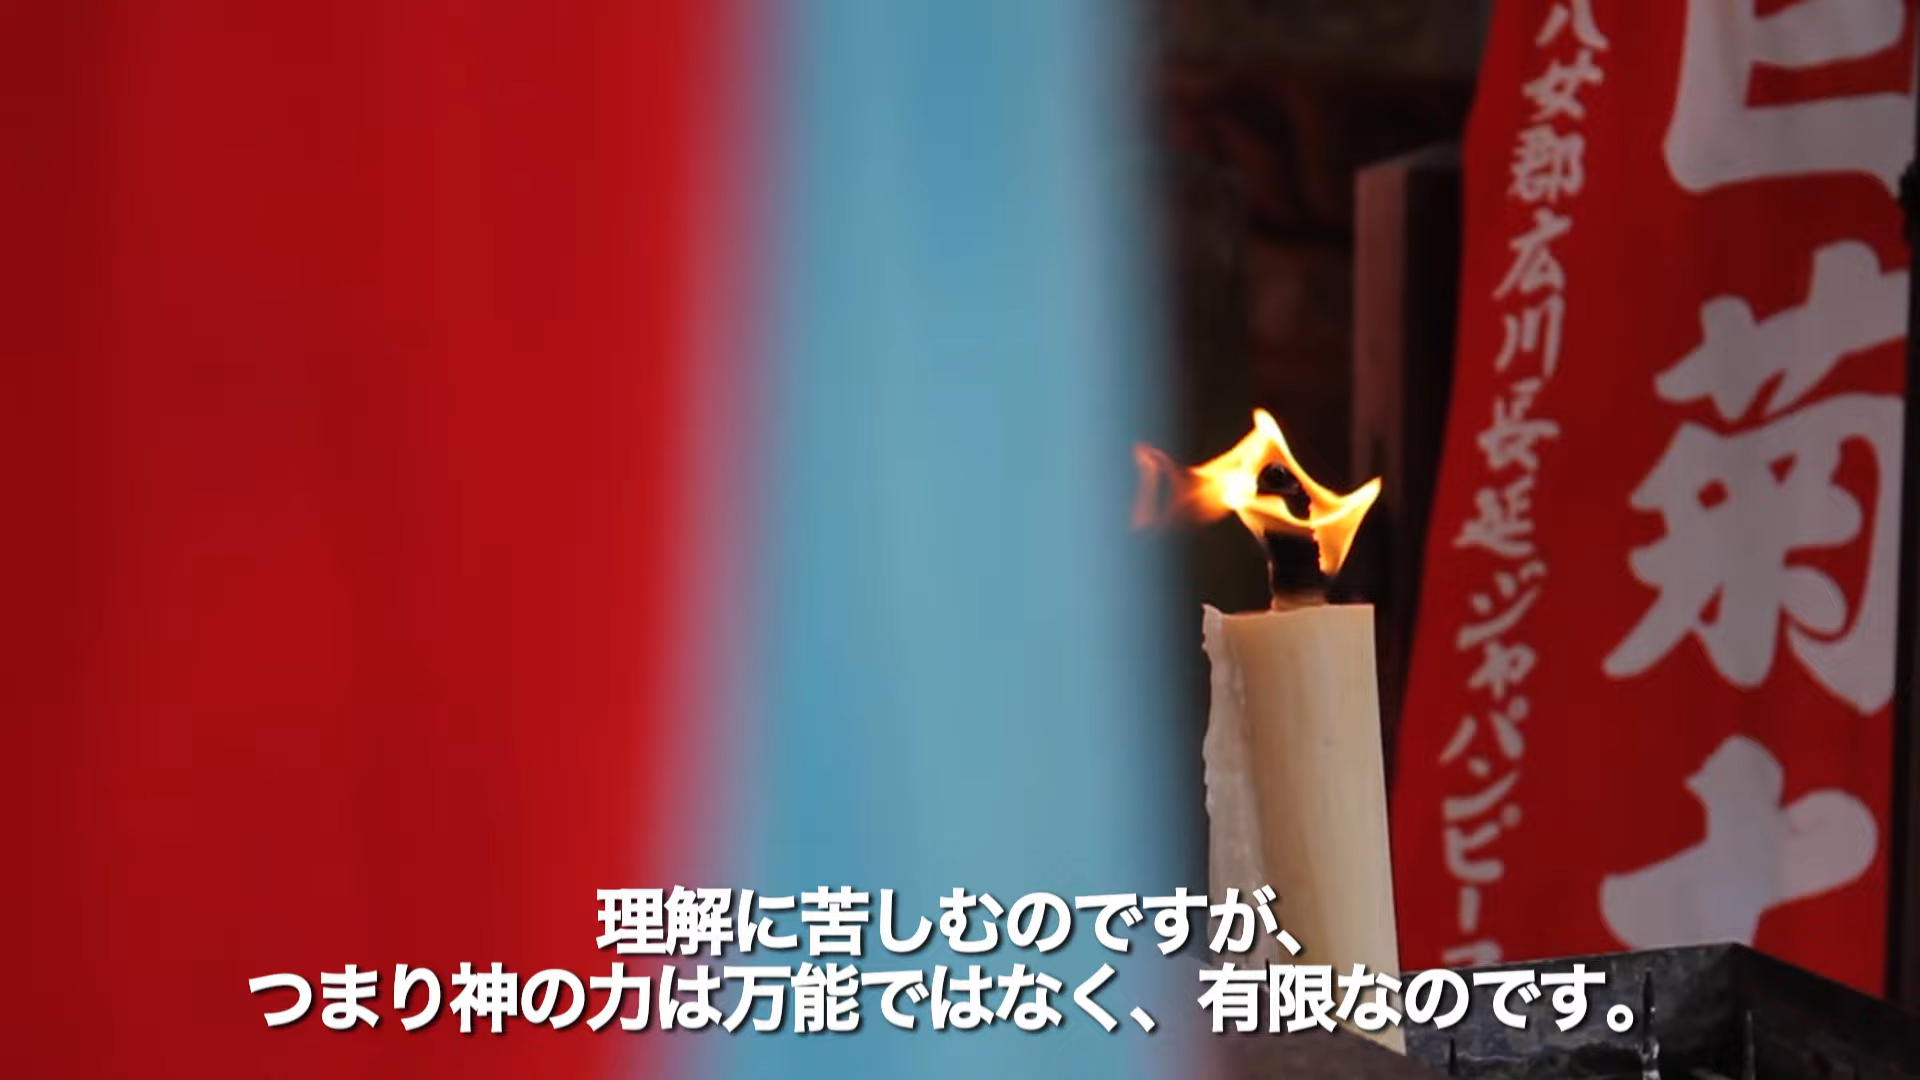 八女郡広川長延ジャパンピー
菊
理解に苦しむのですが、
つまり神の力は万能ではなく、有限なのです。